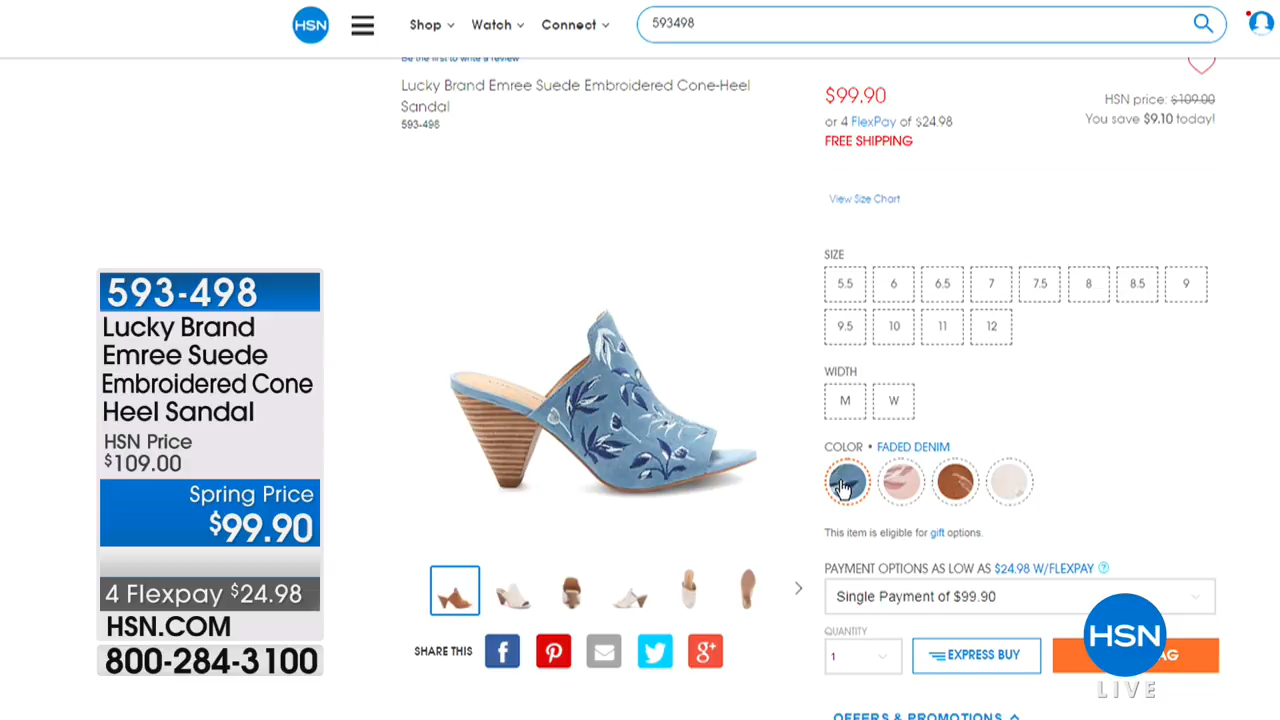 HSN
Shop
Watch
Connect
593498
Be the first to write a review
Lucky Brand Emree Suede Embroidered Cone-Heel
Sandal
593-498
$99.90
or 4 FlexPay of $24.98
FREE SHIPPING
HSN price: $109.00
You save $9.10 today!
View Size Chart
SIZE
5.5 6 6.5 7 7.5 8 8.5 9
9.5 10 11 12
WIDTH
M W
COLOR • FADED DENIM
This item is eligible for gift options.
PAYMENT OPTIONS AS LOW AS $24.98 W/FLEXPAY ?
Single Payment of $99.90
QUANTITY
1
EXPRESS BUY
AG
OFFERS & PROMOTIONS
SHARE THIS
f
g+
593-498
Lucky Brand
Emree Suede
Embroidered Cone
Heel Sandal
HSN Price
$109.00
Spring Price
$99.90
4 Flexpay $24.98
HSN.COM
800-284-3100
HSN
LIVE